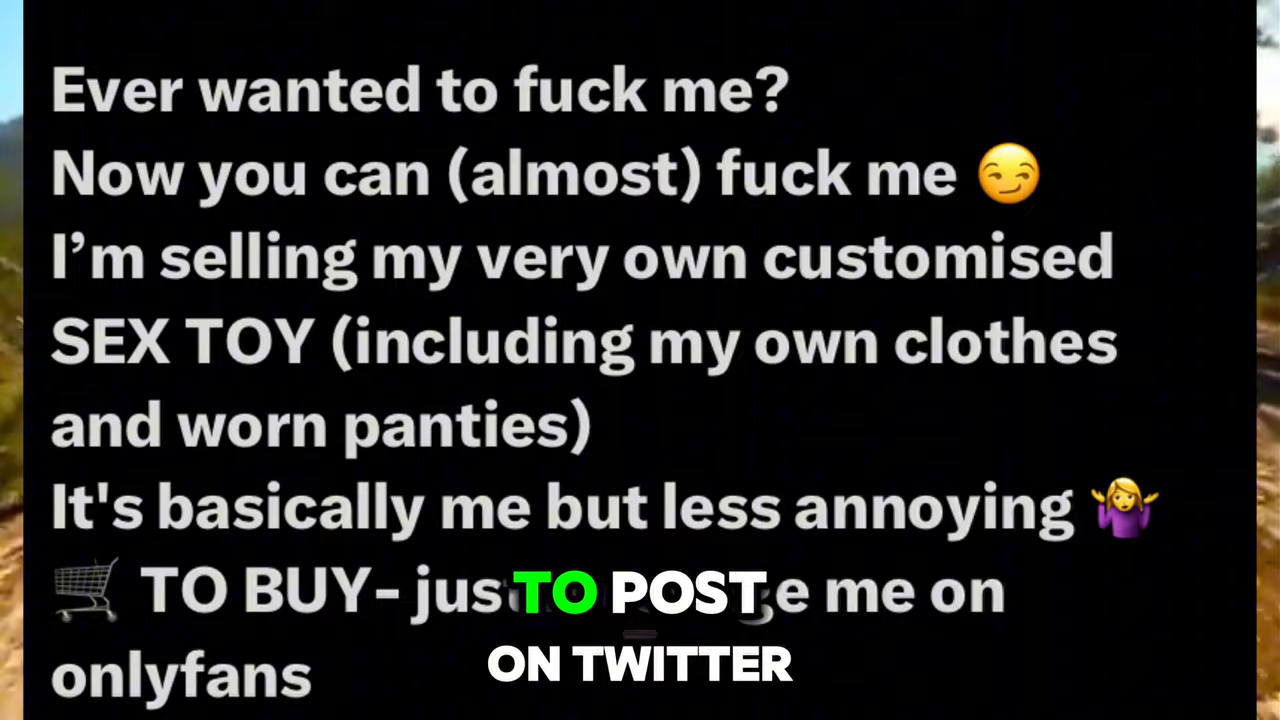 Ever wanted to fuck me?
Now you can (almost) fuck me 😏
I’m selling my very own customised
SEX TOY (including my own clothes
and worn panties)
It's basically me but less annoying 🤷‍♀️
🛒 TO BUY- me on
onlyfans
TO POST
ON TWITTER